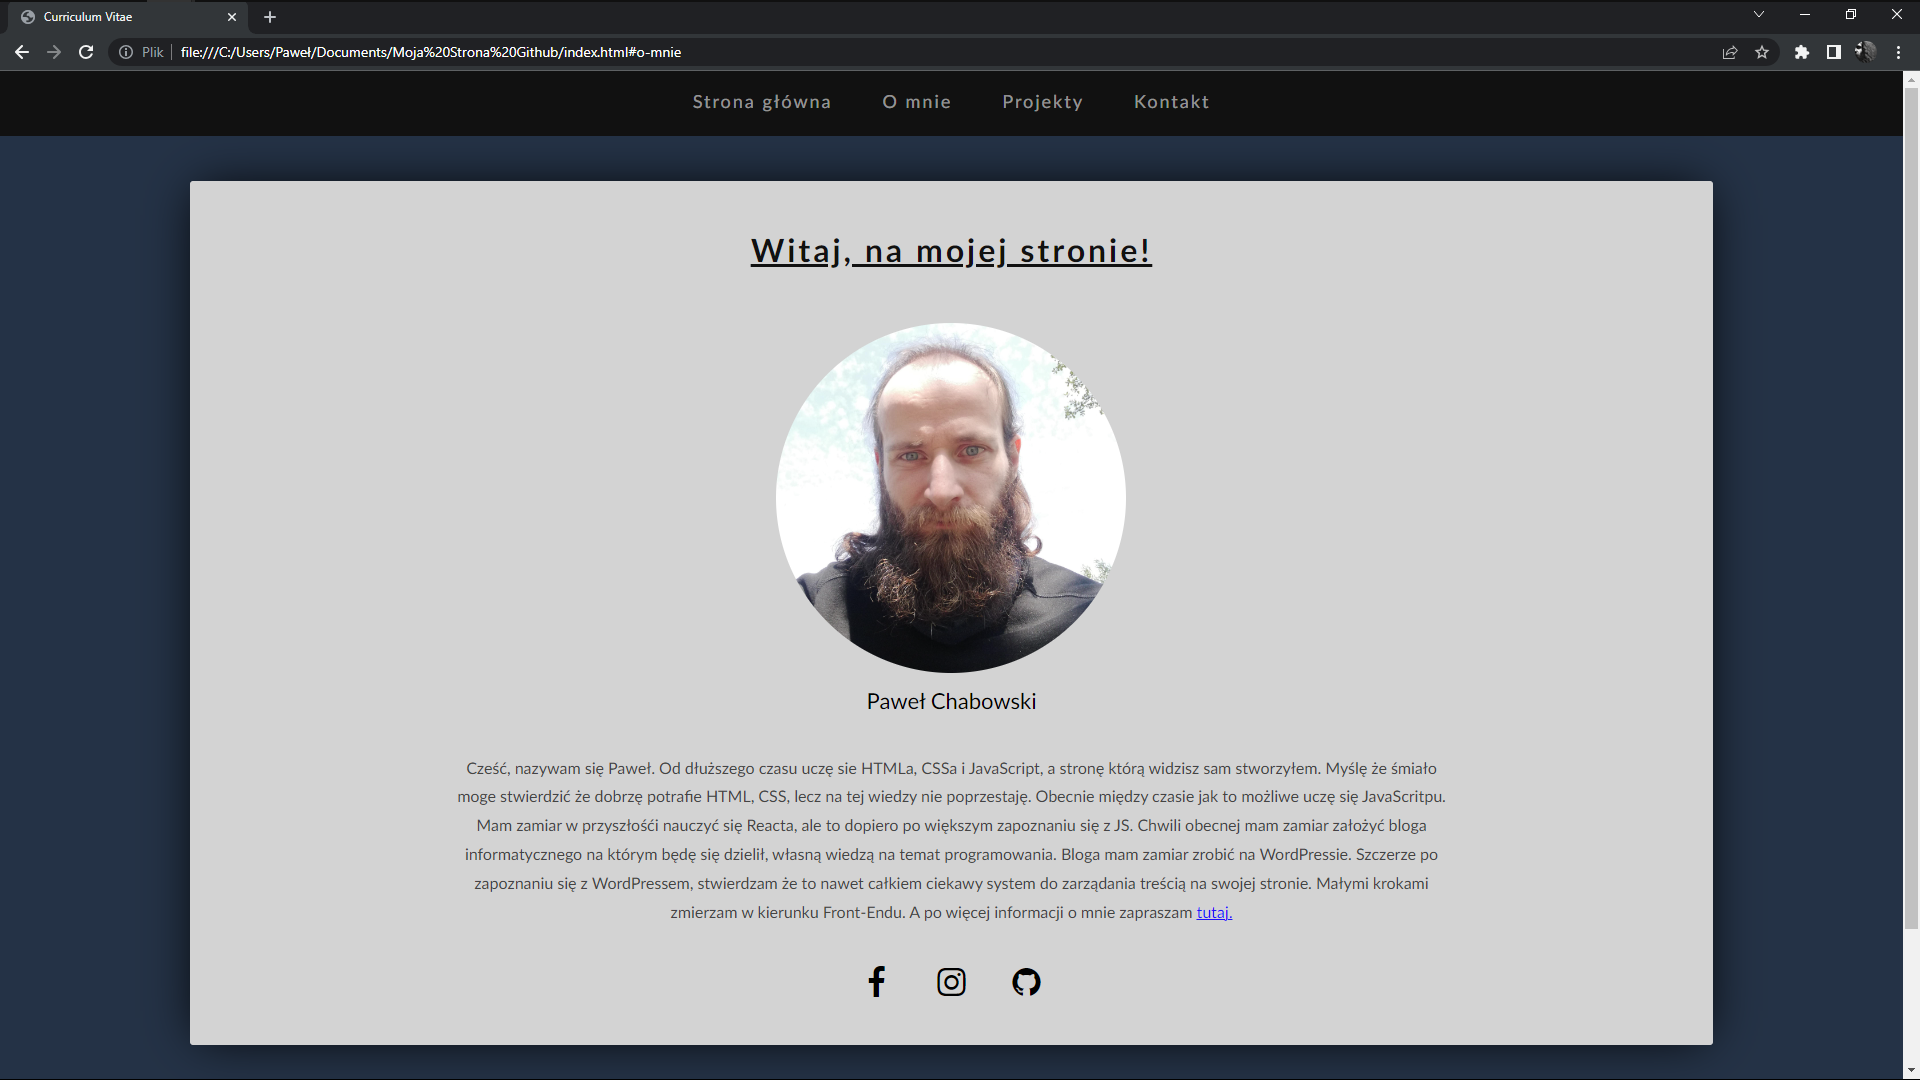 Curriculum Vitae
Plik file:///C:/Users/Paweł/Documents/Moja%20Strona%20Github/index.html#o-mnie
Strona główna O mnie Projekty Kontakt
Witaj, na mojej stronie!
Paweł Chabowski
Cześć, nazywam się Paweł. Od dłuższego czasu uczę sie HTMLa, CSSa i JavaScript, a stronę którą widzisz sam stworzyłem. Myślę że śmiało
moge stwierdzić że dobrzę potrafie HTML, CSS, lecz na tej wiedzy nie poprzestaję. Obecnie między czasie jak to możliwe uczę się JavaScritpu.
Mam zamiar w przyszłośći nauczyć się Reacta, ale to dopiero po większym zapoznaniu się z JS. Chwili obecnej mam zamiar założyć bloga
informatycznego na którym będę się dzielił, własną wiedzą na temat programowania. Bloga mam zamiar zrobić na WordPressie. Szczerze po
zapoznaniu się z WordPressem, stwierdzam że to nawet całkiem ciekawy system do zarządania treścią na swojej stronie. Małymi krokami
zmierzam w kierunku Front-Endu. A po więcej informacji o mnie zapraszam tutaj.